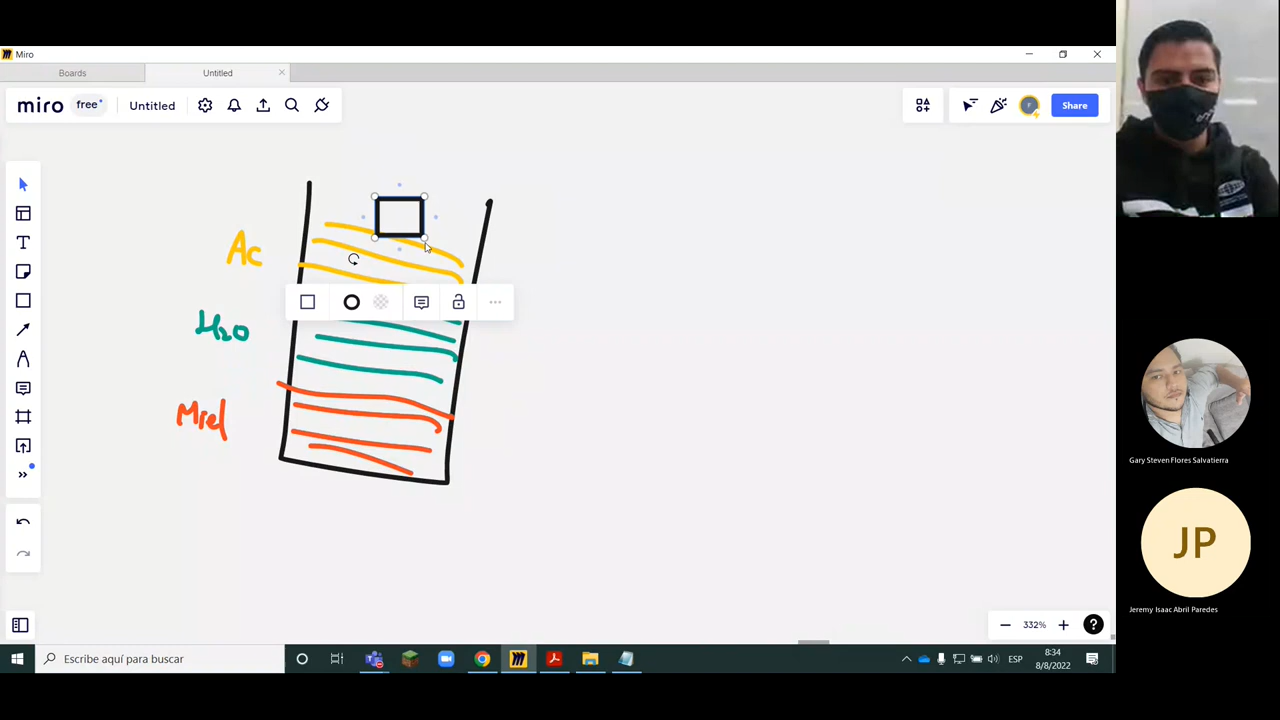 Miro
Boards
Untitled
miro
free
Untitled
Share
Ac
H2O
Miel
Gary Steven Flores Salvatierra
JP
Jeremy Isaac Abril Paredes
332%
Escribe aquí para buscar
ESP
8:34
8/8/2022